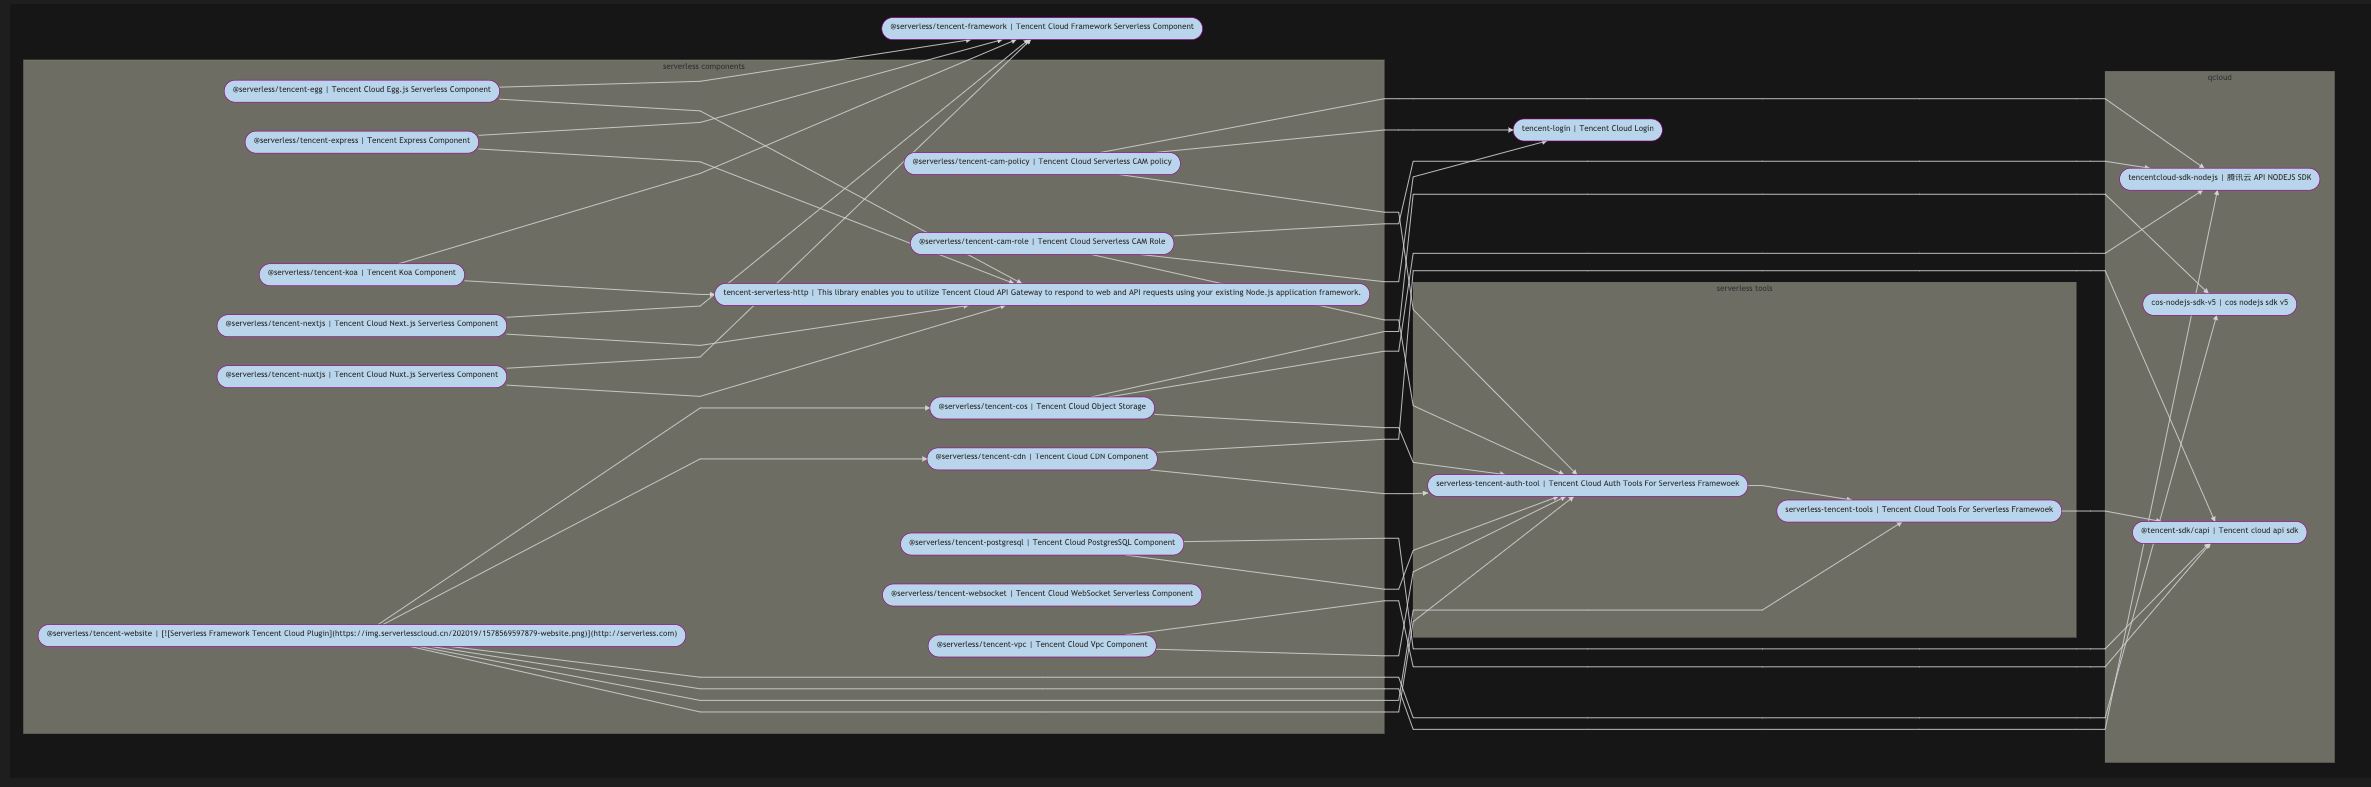 @serverless/tencent-framework | Tencent Cloud Framework Serverless Component
serverless components
qcloud
@serverless/tencent-egg | Tencent Cloud Egg.js Serverless Component
tencent-login | Tencent Cloud Login
@serverless/tencent-express | Tencent Express Component
@serverless/tencent-cam-policy | Tencent Cloud Serverless CAM policy
tencentcloud-sdk-nodejs | 腾讯云 API NODEJS SDK
@serverless/tencent-cam-role | Tencent Cloud Serverless CAM Role
@serverless/tencent-koa | Tencent Koa Component
serverless tools
tencent-serverless-http | This library enables you to utilize Tencent Cloud API Gateway to respond to web and API requests using your existing Node.js application framework.
cos-nodejs-sdk-v5 | cos nodejs sdk v5
@serverless/tencent-nextjs | Tencent Cloud Next.js Serverless Component
@serverless/tencent-nuxtjs | Tencent Cloud Nuxt.js Serverless Component
@serverless/tencent-cos | Tencent Cloud Object Storage
@serverless/tencent-cdn | Tencent Cloud CDN Component
serverless-tencent-auth-tool | Tencent Cloud Auth Tools For Serverless Framewoek
serverless-tencent-tools | Tencent Cloud Tools For Serverless Framewoek
@tencent-sdk/capi | Tencent cloud api sdk
@serverless/tencent-postgresql | Tencent Cloud PostgresSQL Component
@serverless/tencent-websocket | Tencent Cloud WebSocket Serverless Component
@serverless/tencent-website | [![Serverless Framework Tencent Cloud Plugin](https://img.serverlesscloud.cn/202019/1578569597879-website.png)](http://serverless.com)
@serverless/tencent-vpc | Tencent Cloud Vpc Component